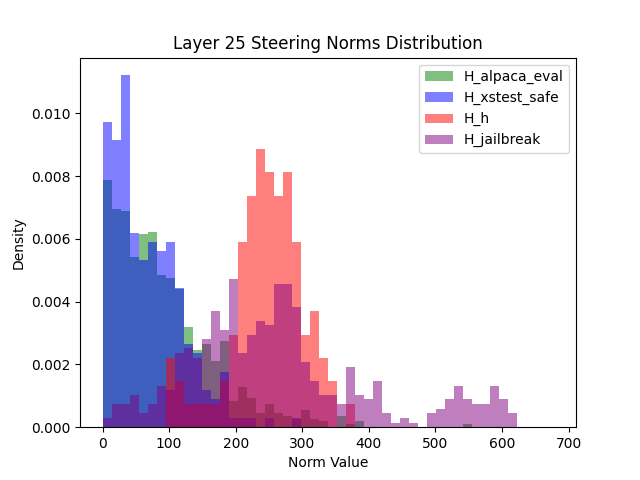 Layer 25 Steering Norms Distribution
H_alpaca_eval
H_xstest_safe
H_h
H_jailbreak
Density
0.010
0.008
0.006
0.004
0.002
0.000
0 100 200 300 400 500 600 700
Norm Value